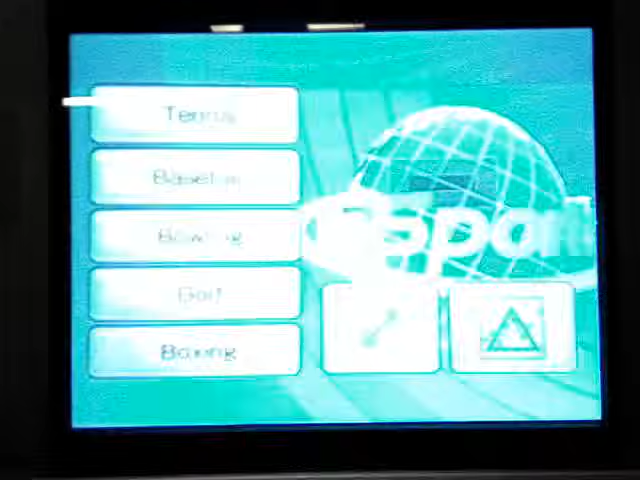 Tennis
Baseball
Bowling
Golf
Boxing
Sports